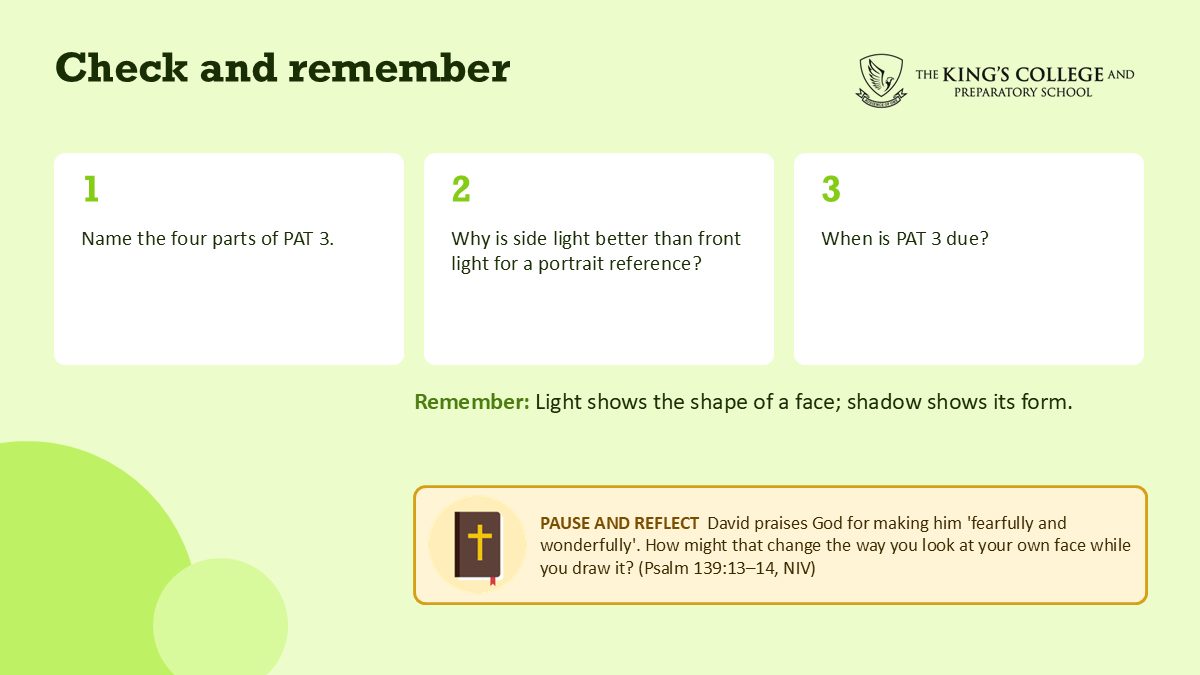 Check and remember
THE KING'S COLLEGE AND
PREPARATORY SCHOOL
1
Name the four parts of PAT 3.
2
Why is side light better than front
light for a portrait reference?
3
When is PAT 3 due?
Remember: Light shows the shape of a face; shadow shows its form.
PAUSE AND REFLECT David praises God for making him 'fearfully and
wonderfully'. How might that change the way you look at your own face while
you draw it? (Psalm 139:13–14, NIV)